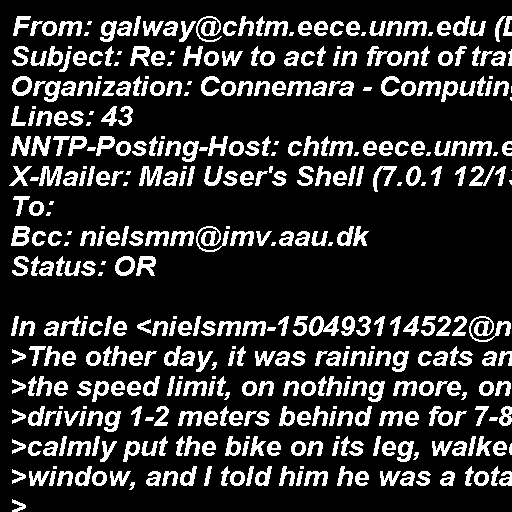 From: galway@chtm.eece.unm.edu (D
Subject: Re: How to act in front of traf
Organization: Connemara - Computing
Lines: 43
NNTP-Posting-Host: chtm.eece.unm.e
X-Mailer: Mail User's Shell (7.0.1 12/13
To:
Bcc: nielsmm@imv.aau.dk
Status: OR

In article <nielsmm-150493114522@n
>The other day, it was raining cats an
>the speed limit, on nothing more, on
>driving 1-2 meters behind me for 7-8
>calmly put the bike on its leg, walked
>window, and I told him he was a tota
>